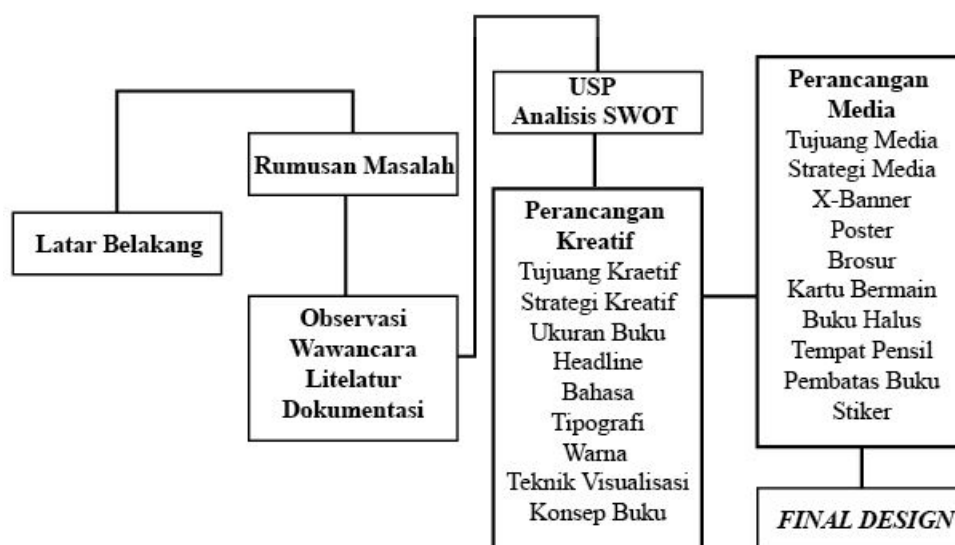 Latar Belakang
Rumusan Masalah
Observasi
Wawancara
Litelatur
Dokumentasi
USP
Analisis SWOT
Perancangan
Kreatif
Tujuang Kraetif
Strategi Kreatif
Ukuran Buku
Headline
Bahasa
Tipografi
Warna
Teknik Visualisasi
Konsep Buku
Perancangan
Media
Tujuang Media
Strategi Media
X-Banner
Poster
Brosur
Kartu Bermain
Buku Halus
Tempat Pensil
Pembatas Buku
Stiker
FINAL DESIGN